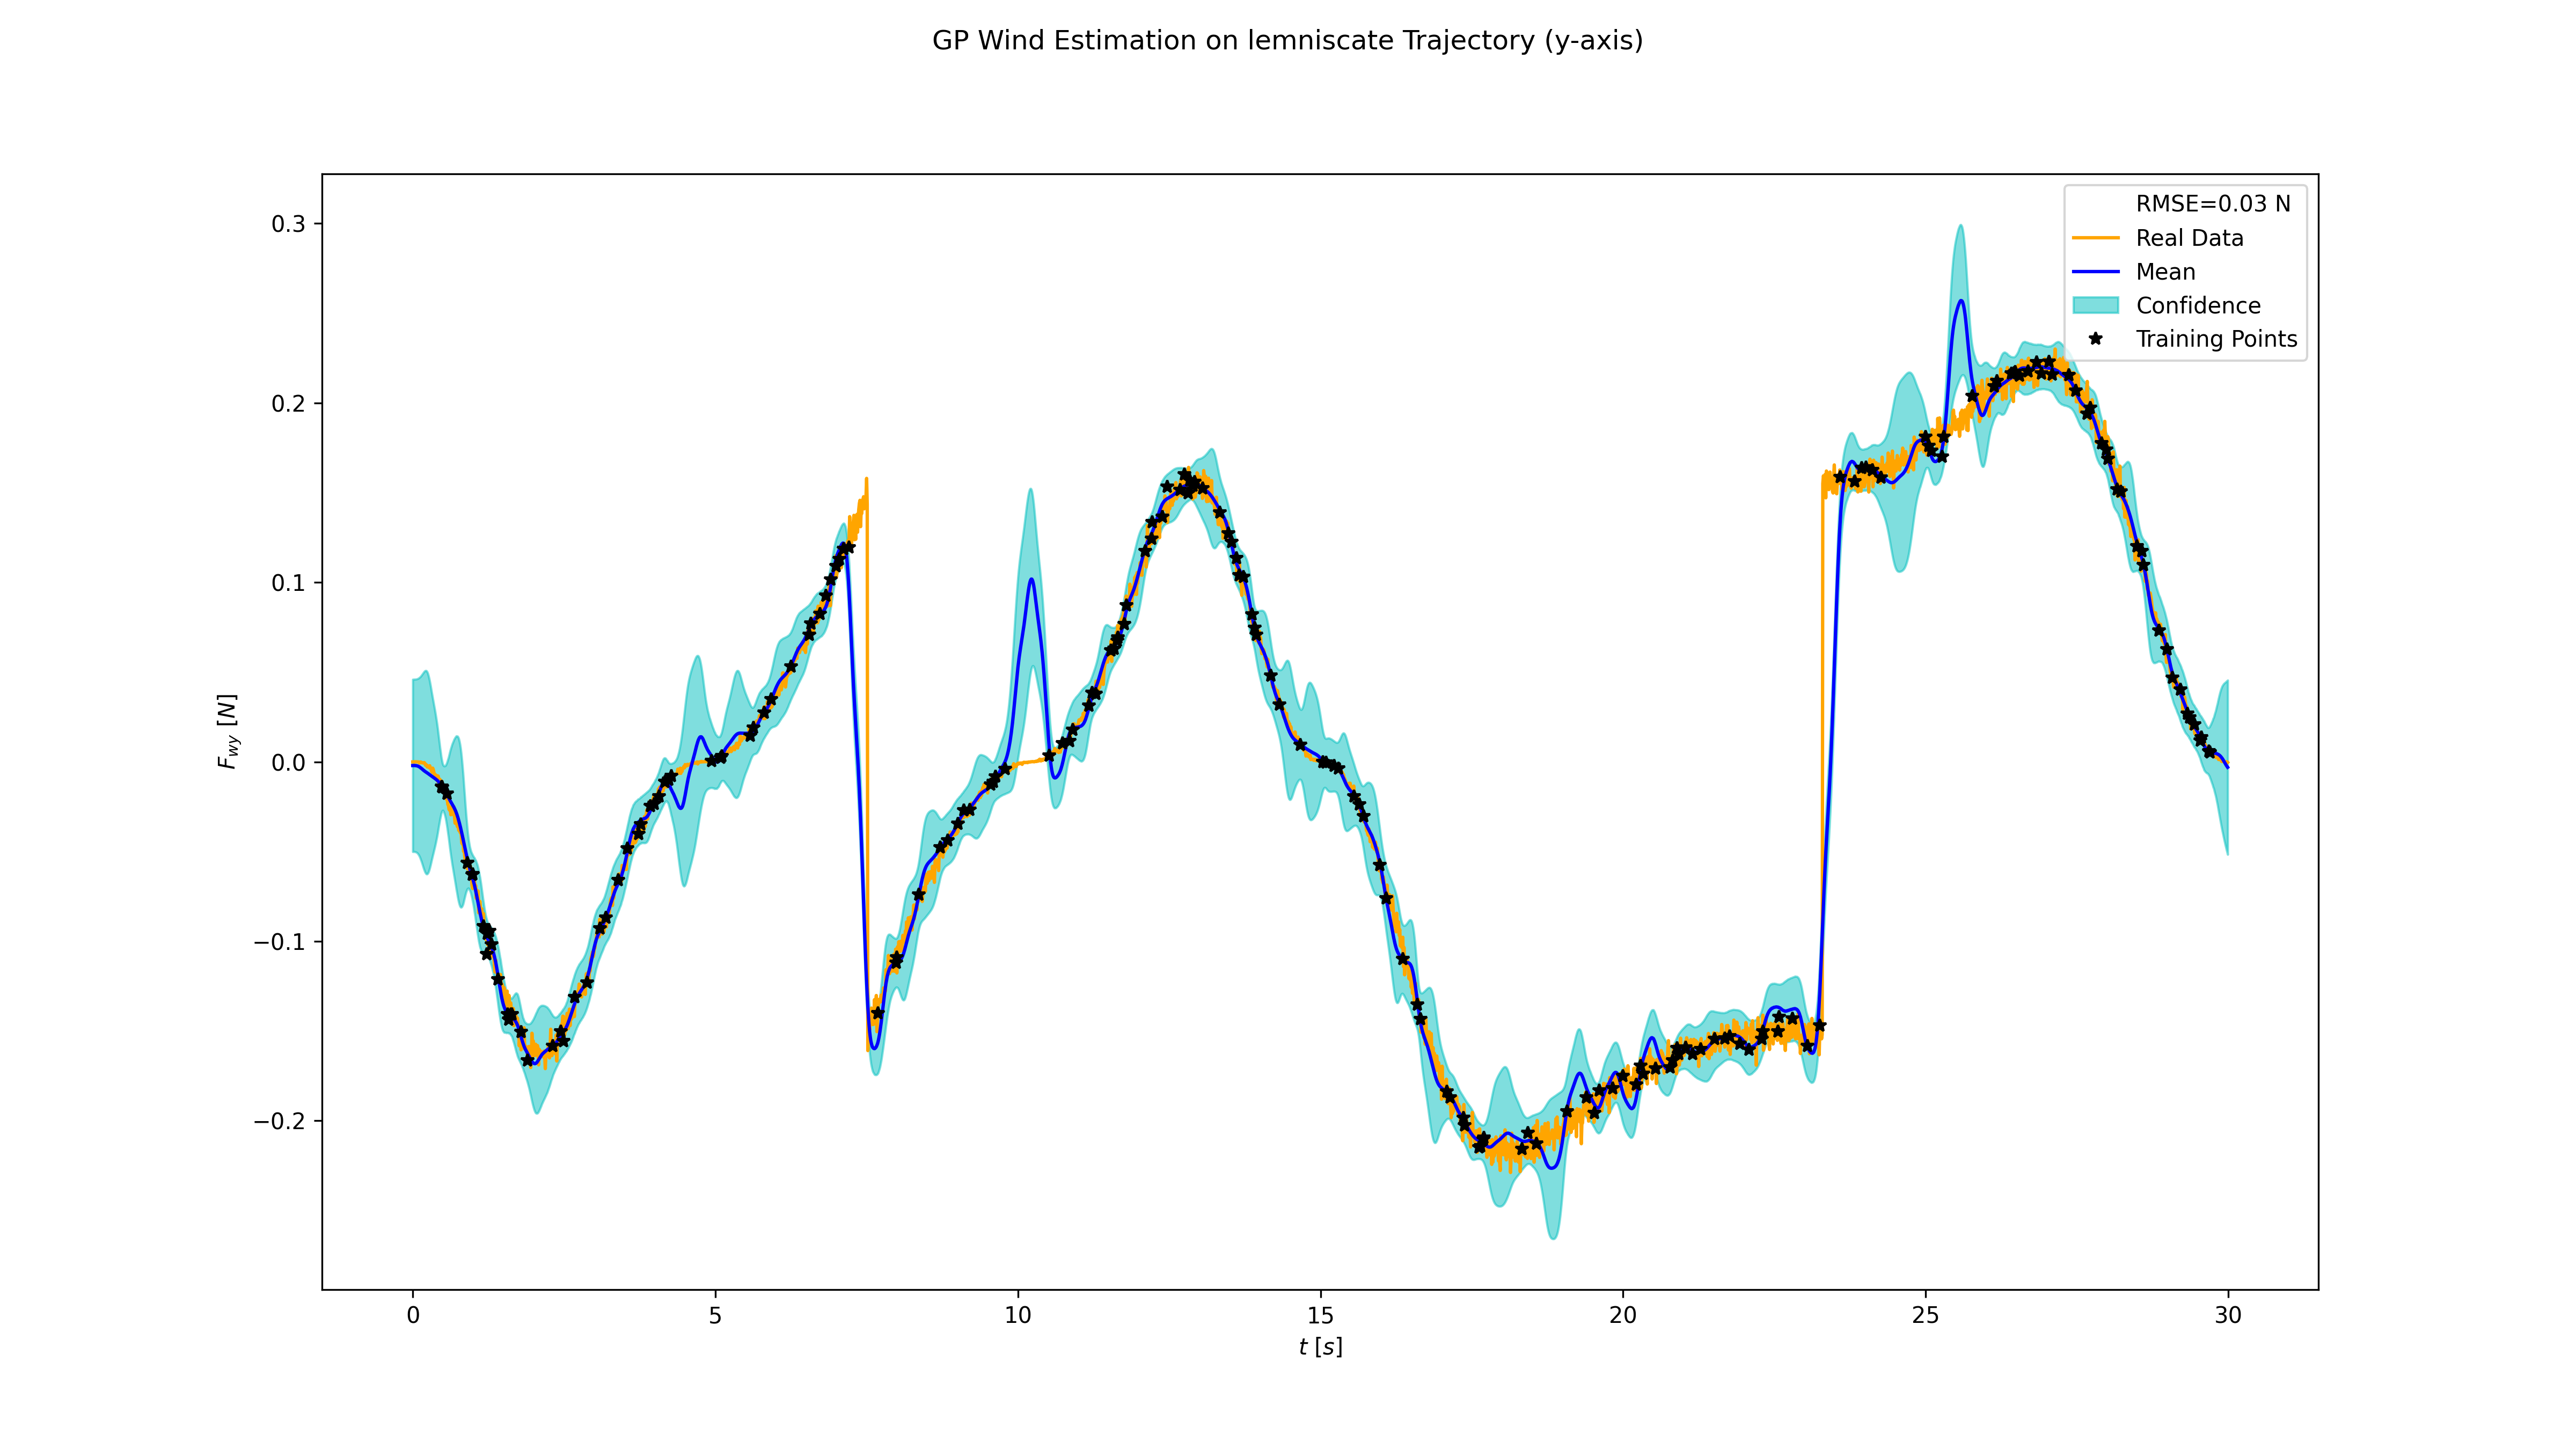 GP Wind Estimation on lemniscate Trajectory (y-axis)
RMSE=0.03 N
Real Data
Mean
Confidence
Training Points
0.3
0.2
0.1
0.0
−0.1
−0.2
F_wy [N]
0 5 10 15 20 25 30
t [s]